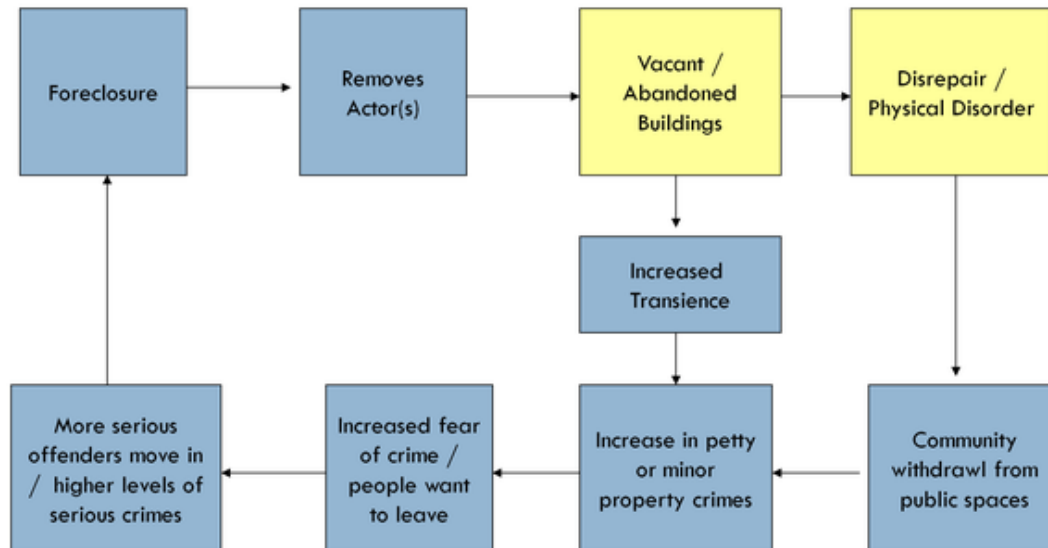 Foreclosure
Removes
Actor(s)
Vacant /
Abandoned
Buildings
Disrepair /
Physical Disorder
Increased
Transience
More serious
offenders move in
/ higher levels of
serious crimes
Increased fear
of crime /
people want
to leave
Increase in petty
or minor
property crimes
Community
withdrawl from
public spaces